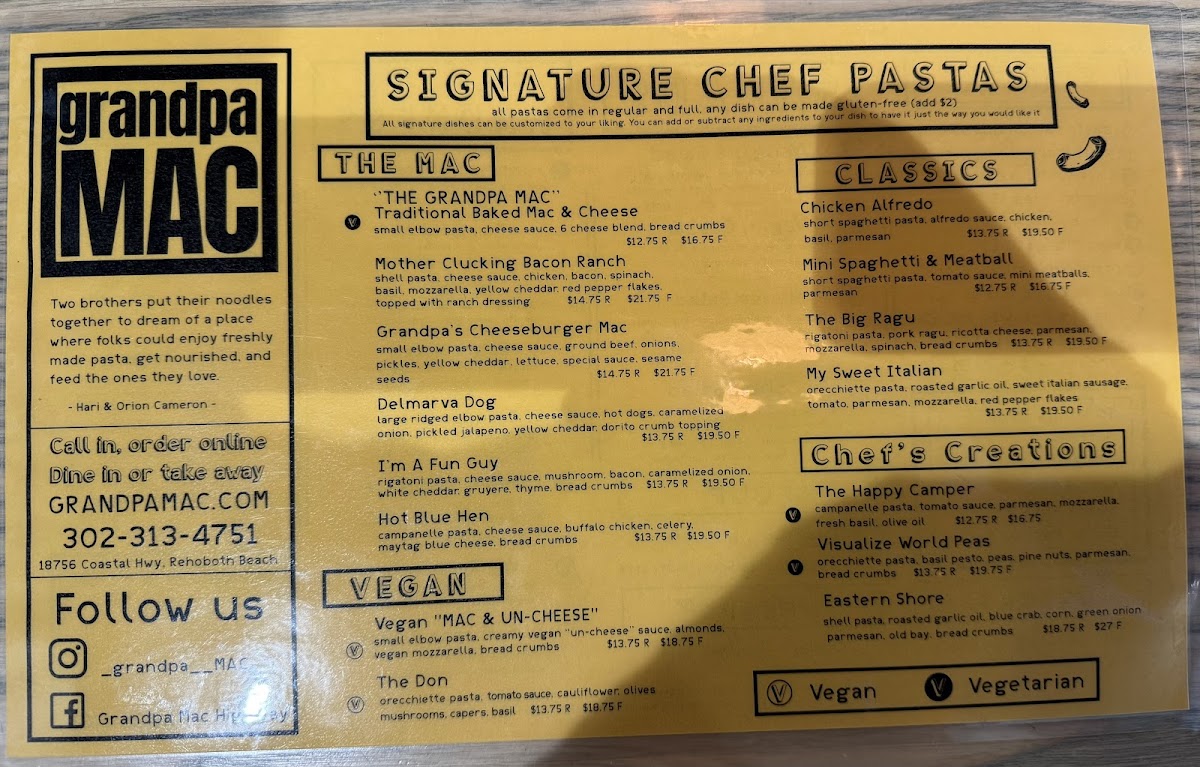 grandpa
MAC
Two brothers put their noodles
together to dream of a place
where folks could enjoy freshly
made pasta, get nourished, and
feed the ones they love.
- Hari & Orion Cameron -
Call in, order online
Dine in or take away
GRANDPAMAC.COM
302-313-4751
18756 Coastal Hwy, Rehoboth Beach
Follow us
_grandpa__MAC_
Grandpa Mac
SIGNATURE CHEF PASTAS
all pastas come in regular and full, any dish can be made gluten-free (add $2)
All signature dishes can be customized to your liking. You can add or subtract any ingredients to your dish to have it just the way you would like it
THE MAC
"THE GRANDPA MAC"
V Traditional Baked Mac & Cheese
small elbow pasta, cheese sauce, 6 cheese blend, bread crumbs
$12.75 R $16.75 F
Mother Clucking Bacon Ranch
shell pasta, cheese sauce, chicken, bacon, spinach,
basil, mozzarella, yellow cheddar, red pepper flakes,
topped with ranch dressing $14.75 R $21.75 F
Grandpa's Cheeseburger Mac
small elbow pasta, cheese sauce, ground beef, onions,
pickles, yellow cheddar, lettuce, special sauce, sesame
seeds $14.75 R $21.75 F
Delmarva Dog
large ridged elbow pasta, cheese sauce, hot dogs, caramelized
onion, pickled jalapeno, yellow cheddar, dorito crumb topping
$13.75 R $19.50 F
I'm A Fun Guy
rigatoni pasta, cheese sauce, mushroom, bacon, caramelized onion,
white cheddar, gruyere, thyme, bread crumbs $13.75 R $19.50 F
Hot Blue Hen
campanelle pasta, cheese sauce, buffalo chicken, celery,
maytag blue cheese, bread crumbs $13.75 R $19.50 F
VEGAN
Vegan "MAC & UN-CHEESE"
small elbow pasta, creamy vegan "un-cheese" sauce, almonds,
V vegan mozzarella, bread crumbs $13.75 R $18.75 F
The Don
V orecchiette pasta, tomato sauce, cauliflower, olives
mushrooms, capers, basil $13.75 R $18.75 F
CLASSICS
Chicken Alfredo
short spaghetti pasta, alfredo sauce, chicken,
basil, parmesan $13.75 R $19.50 F
Mini Spaghetti & Meatball
short spaghetti pasta, tomato sauce, mini meatballs,
parmesan $12.75 R $16.75 F
The Big Ragu
rigatoni pasta, pork ragu, ricotta cheese, parmesan,
mozzarella, spinach, bread crumbs $13.75 R $19.50 F
My Sweet Italian
orecchiette pasta, roasted garlic oil, sweet italian sausage,
tomato, parmesan, mozzarella, red pepper flakes
$13.75 R $19.50 F
Chef's Creations
The Happy Camper
campanelle pasta, tomato sauce, parmesan, mozzarella,
V fresh basil, olive oil $12.75 R $16.75
Visualize World Peas
orecchiette pasta, basil pesto, peas, pine nuts, parmesan,
V bread crumbs $13.75 R $19.75 F
Eastern Shore
shell pasta, roasted garlic oil, blue crab, corn, green onion
parmesan, old bay, bread crumbs $18.75 R $27 F
V Vegan V Vegetarian